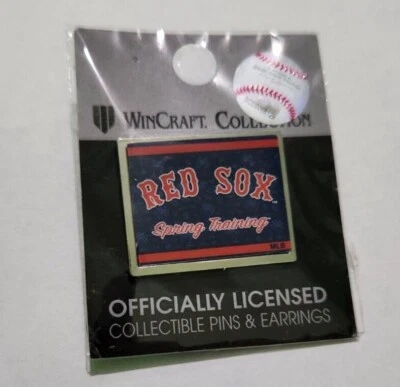 WINCRAFT. COLLECTION
RED SOX
Spring Training
MLB
OFFICIALLY LICENSED
COLLECTIBLE PINS & EARRINGS